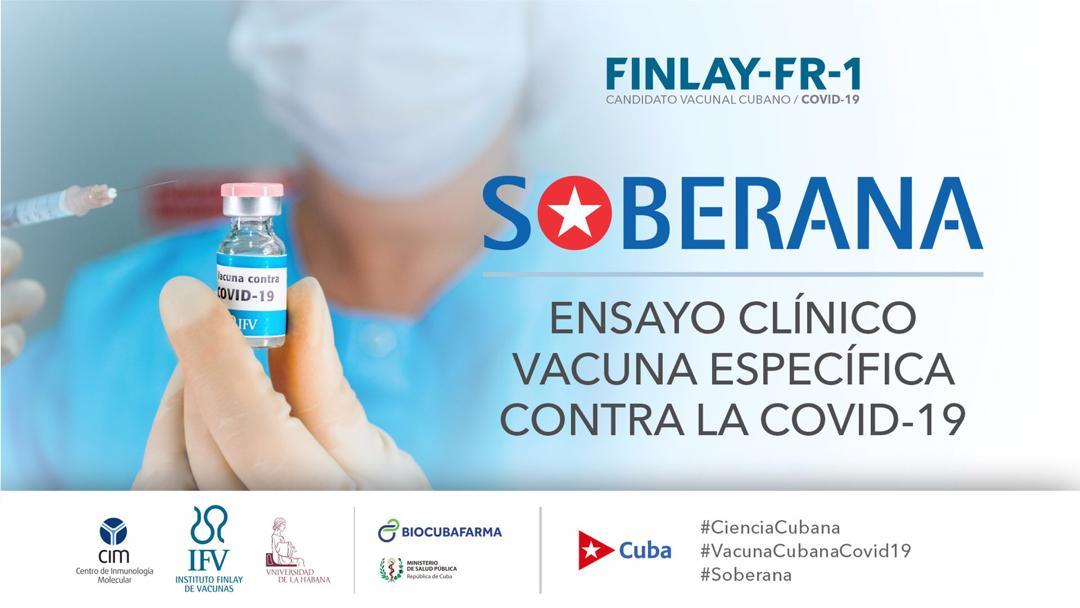 FINLAY-FR-1
CANDIDATO VACUNAL CUBANO / COVID-19
SOBERANA
ENSAYO CLÍNICO
VACUNA ESPECÍFICA
CONTRA LA COVID-19
Vacuna contra
COVID-19
IFV
CIM
Centro de Inmunología
Molecular
IFV
INSTITUTO FINLAY
DE VACUNAS
VNIVERSIDAD
DE LA HABANA
BIOCUBAFARMA
MINISTERIO
DE SALUD PÚBLICA
República de Cuba
Cuba
#CienciaCubana
#VacunaCubanaCovid19
#Soberana